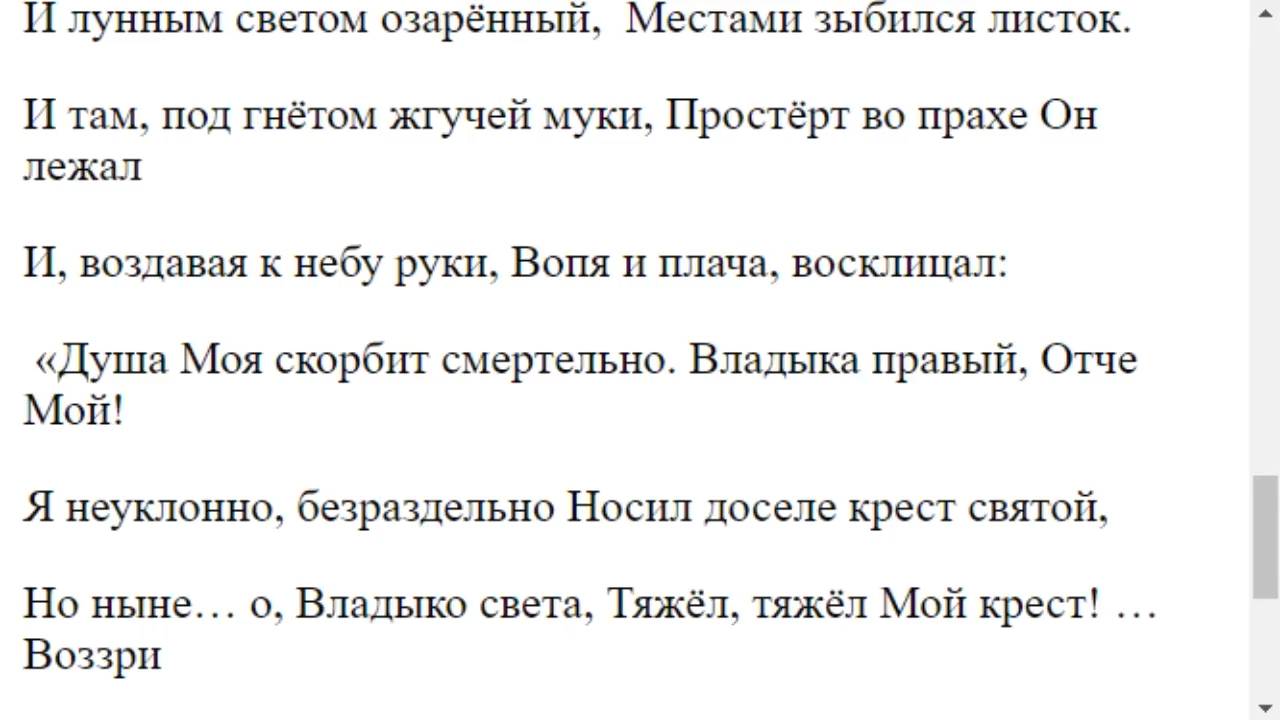 И лунным светом озарённый,  Местами зыбился листок.
И там, под гнётом жгучей муки, Простёрт во прахе Он
лежал
И, воздавая к небу руки, Вопя и плача, восклицал:
«Душа Моя скорбит смертельно. Владыка правый, Отче
Мой!
Я неуклонно, безраздельно Носил доселе крест святой,
Но ныне… о, Владыко света, Тяжёл, тяжёл Мой крест! …
Воззри